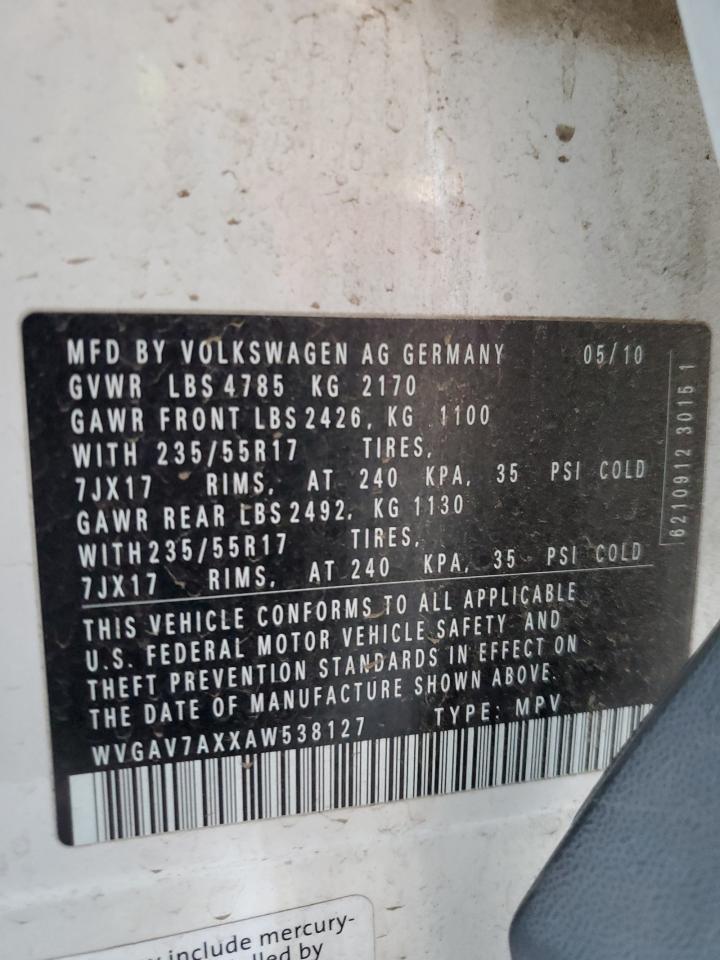 MFD BY VOLKSWAGEN AG GERMANY 05/10
GVWR LBS 4785 KG 2170
GAWR FRONT LBS 2426, KG 1100
WITH 235/55R17 TIRES,
7JX17 RIMS, AT 240 KPA, 35 PSI COLD
GAWR REAR LBS 2492, KG 1130
WITH 235/55R17 TIRES,
7JX17 RIMS, AT 240 KPA, 35 PSI COLD
THIS VEHICLE CONFORMS TO ALL APPLICABLE
U.S. FEDERAL MOTOR VEHICLE SAFETY AND
THEFT PREVENTION STANDARDS IN EFFECT ON
THE DATE OF MANUFACTURE SHOWN ABOVE.
WVGAV7AXXAW538127 TYPE: MPV
6210912 3015 1
include mercury-
by